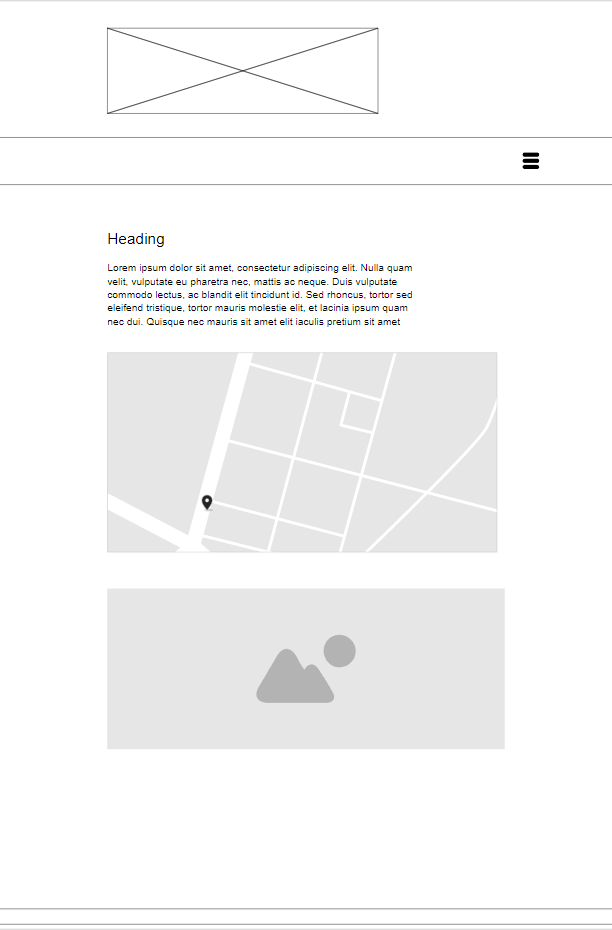 Heading
Lorem ipsum dolor sit amet, consectetur adipiscing elit. Nulla quam
velit, vulputate eu pharetra nec, mattis ac neque. Duis vulputate
commodo lectus, ac blandit elit tincidunt id. Sed rhoncus, tortor sed
eleifend tristique, tortor mauris molestie elit, et lacinia ipsum quam
nec dui. Quisque nec mauris sit amet elit iaculis pretium sit amet